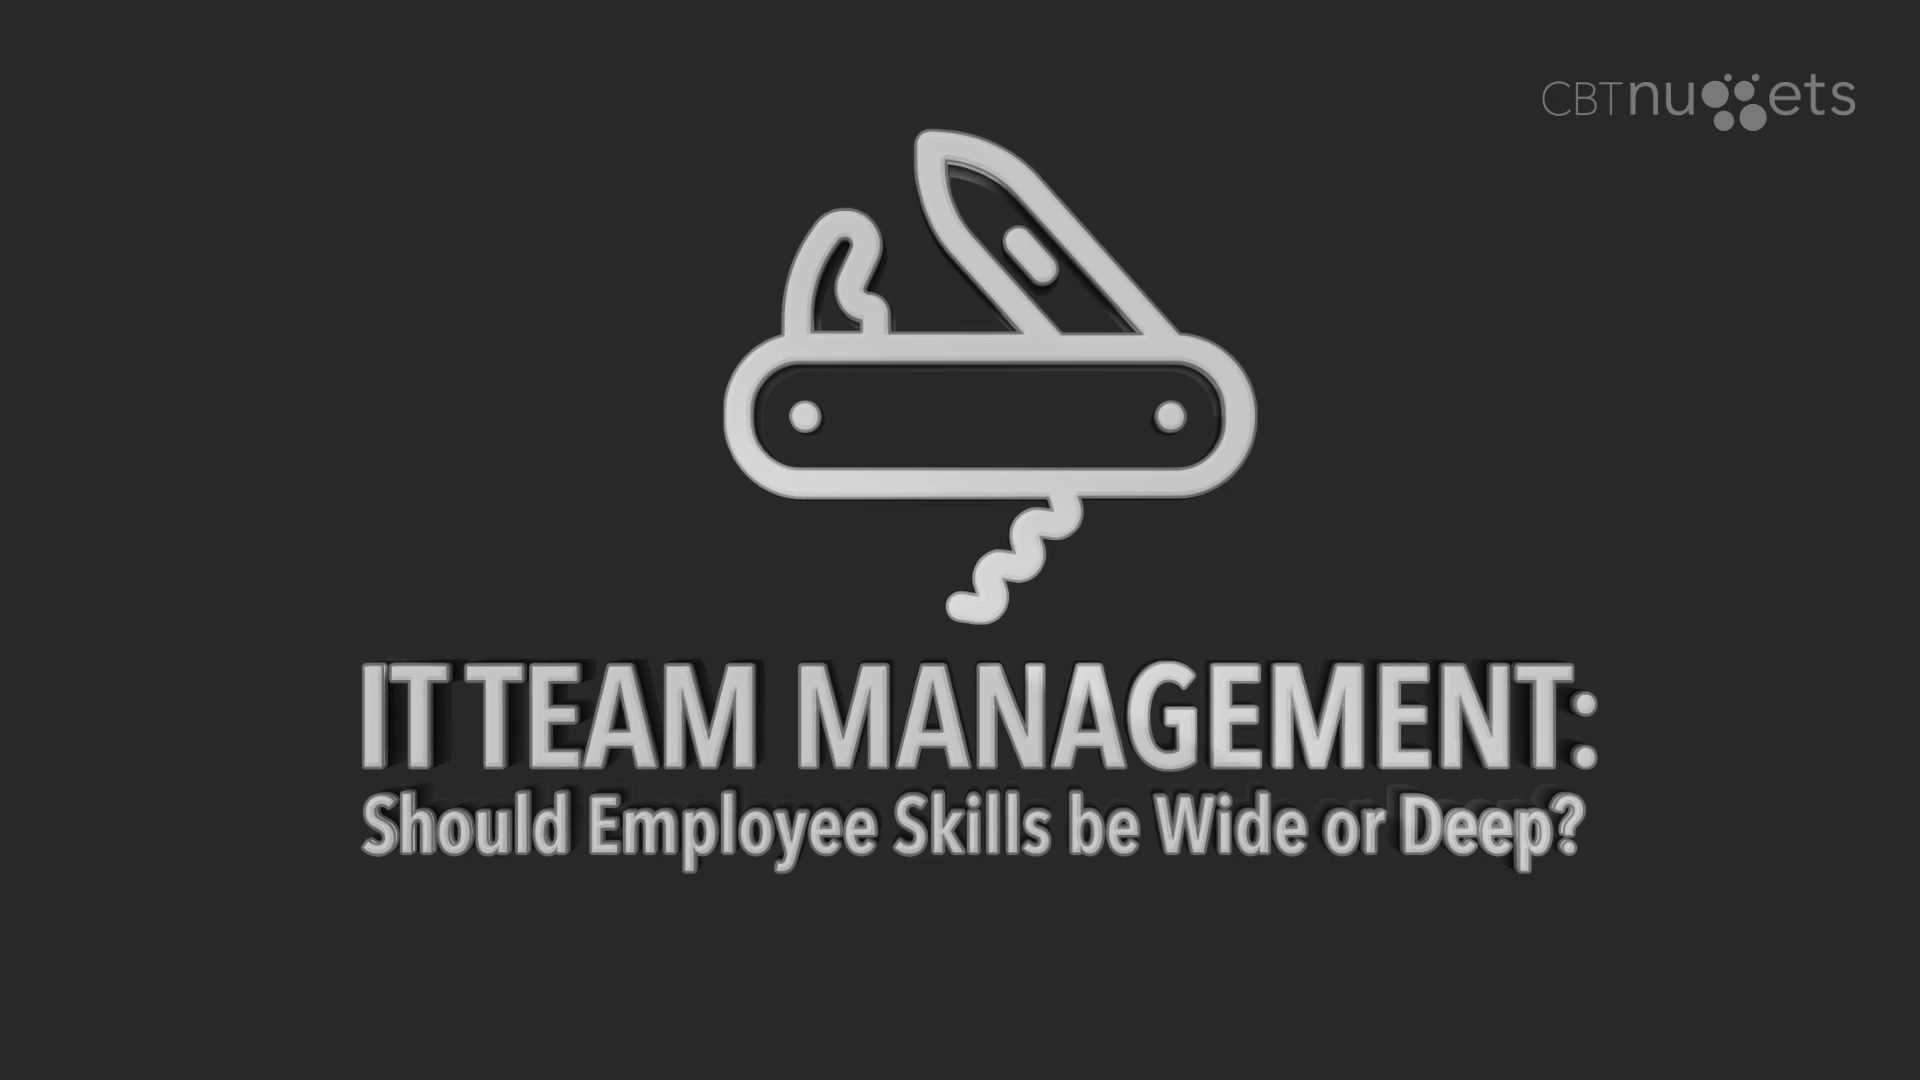 CBTnuggets
IT TEAM MANAGEMENT:
Should Employee Skills be Wide or Deep?